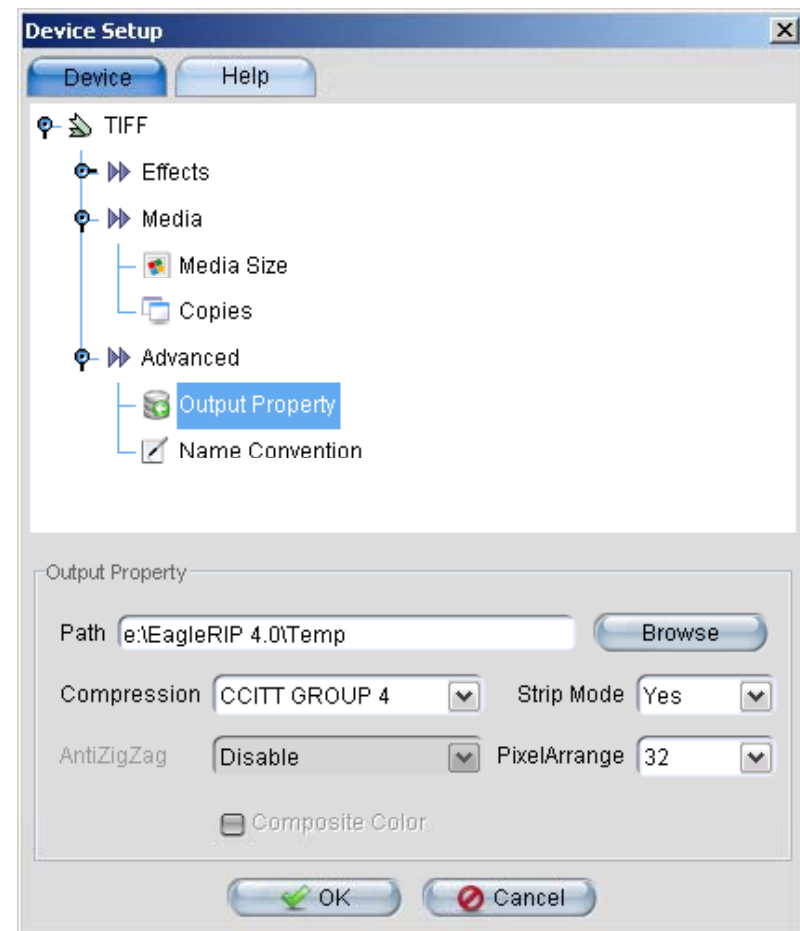 Device Setup
Device Help
TIFF
Effects
Media
Media Size
Copies
Advanced
Output Property
Name Convention
Output Property
Path e:\EagleRIP 4.0\Temp Browse
Compression CCITT GROUP 4 Strip Mode Yes
AntiZigZag Disable PixelArrange 32
Composite Color
OK Cancel